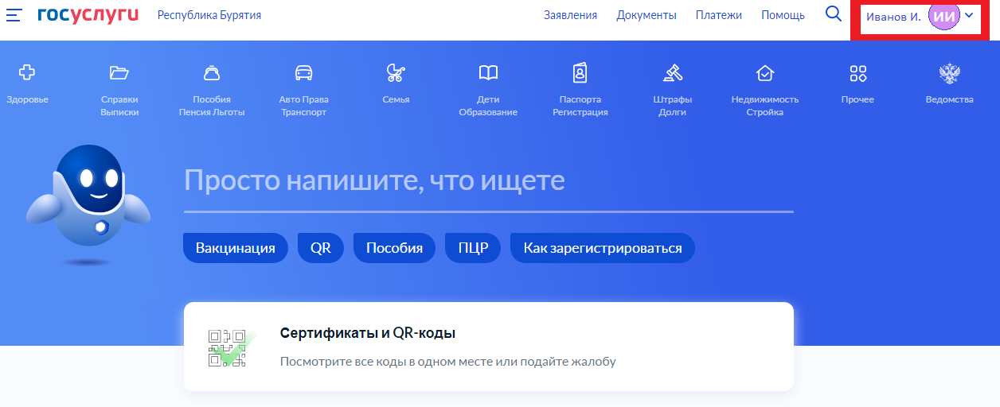 госуслуги Республика Бурятия Заявления Документы Платежи Помощь Иванов И. ИИ
Здоровье
Справки
Выписки
Пособия
Пенсия Льготы
Авто Права
Транспорт
Семья
Дети
Образование
Паспорта
Регистрация
Штрафы
Долги
Недвижимость
Стройка
Прочее
Ведомства
Просто напишите, что ищете
Вакцинация QR Пособия ПЦР Как зарегистрироваться
Сертификаты и QR-коды
Посмотрите все коды в одном месте или подайте жалобу